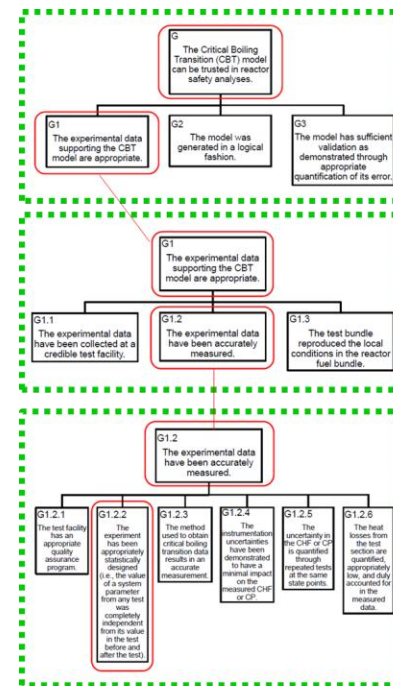 G
The Critical Boiling
Transition (CBT) model
can be trusted in reactor
safety analyses.
G1
The experimental data
supporting the CBT
model are appropriate.
G2
The model was
generated in a logical
fashion.
G3
The model has sufficient
validation as
demonstrated through
appropriate
quantification of its error.
G1
The experimental data
supporting the CBT
model are appropriate.
G1.1
The experimental data
have been collected at a
credible test facility.
G1.2
The experimental data
have been accurately
measured.
G1.3
The test bundle
reproduced the local
conditions in the reactor
fuel bundle.
G1.2
The experimental data
have been accurately
measured.
G1.2.1
The test facility
has an
appropriate
quality
assurance
program.
G1.2.2
The
experiment
has been
appropriately
statistically
designed
(i.e., the value
of a system
parameter
from any test
was
completely
independent
from its value
in the test
before and
after the test).
G1.2.3
The method
used to obtain
critical boiling
transition data
results in an
accurate
measurement.
G1.2.4
The
instrumentation
uncertainties
have been
demonstrated
to have a
minimal impact
on the
measured CHF
or CP.
G1.2.5
The
uncertainty in
the CHF or CP
is quantified
through
repeated tests
at the same
state points.
G1.2.6
The heat
losses from
the test
section are
quantified,
appropriately
low, and duly
accounted for
in the
measured
data.